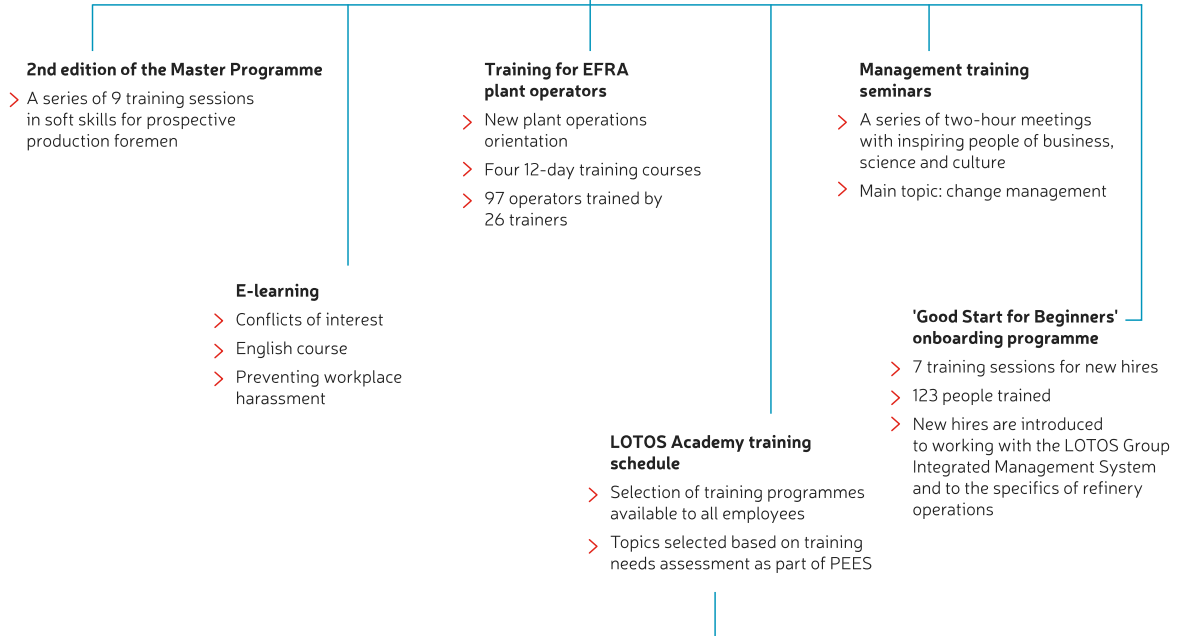 2nd edition of the Master Programme
A series of 9 training sessions
in soft skills for prospective
production foremen
E-learning
Conflicts of interest
English course
Preventing workplace
harassment
Training for EFRA
plant operators
New plant operations
orientation
Four 12-day training courses
97 operators trained by
26 trainers
LOTOS Academy training
schedule
Selection of training programmes
available to all employees
Topics selected based on training
needs assessment as part of PEES
Management training
seminars
A series of two-hour meetings
with inspiring people of business,
science and culture
Main topic: change management
'Good Start for Beginners'
onboarding programme
7 training sessions for new hires
123 people trained
New hires are introduced
to working with the LOTOS Group
Integrated Management System
and to the specifics of refinery
operations